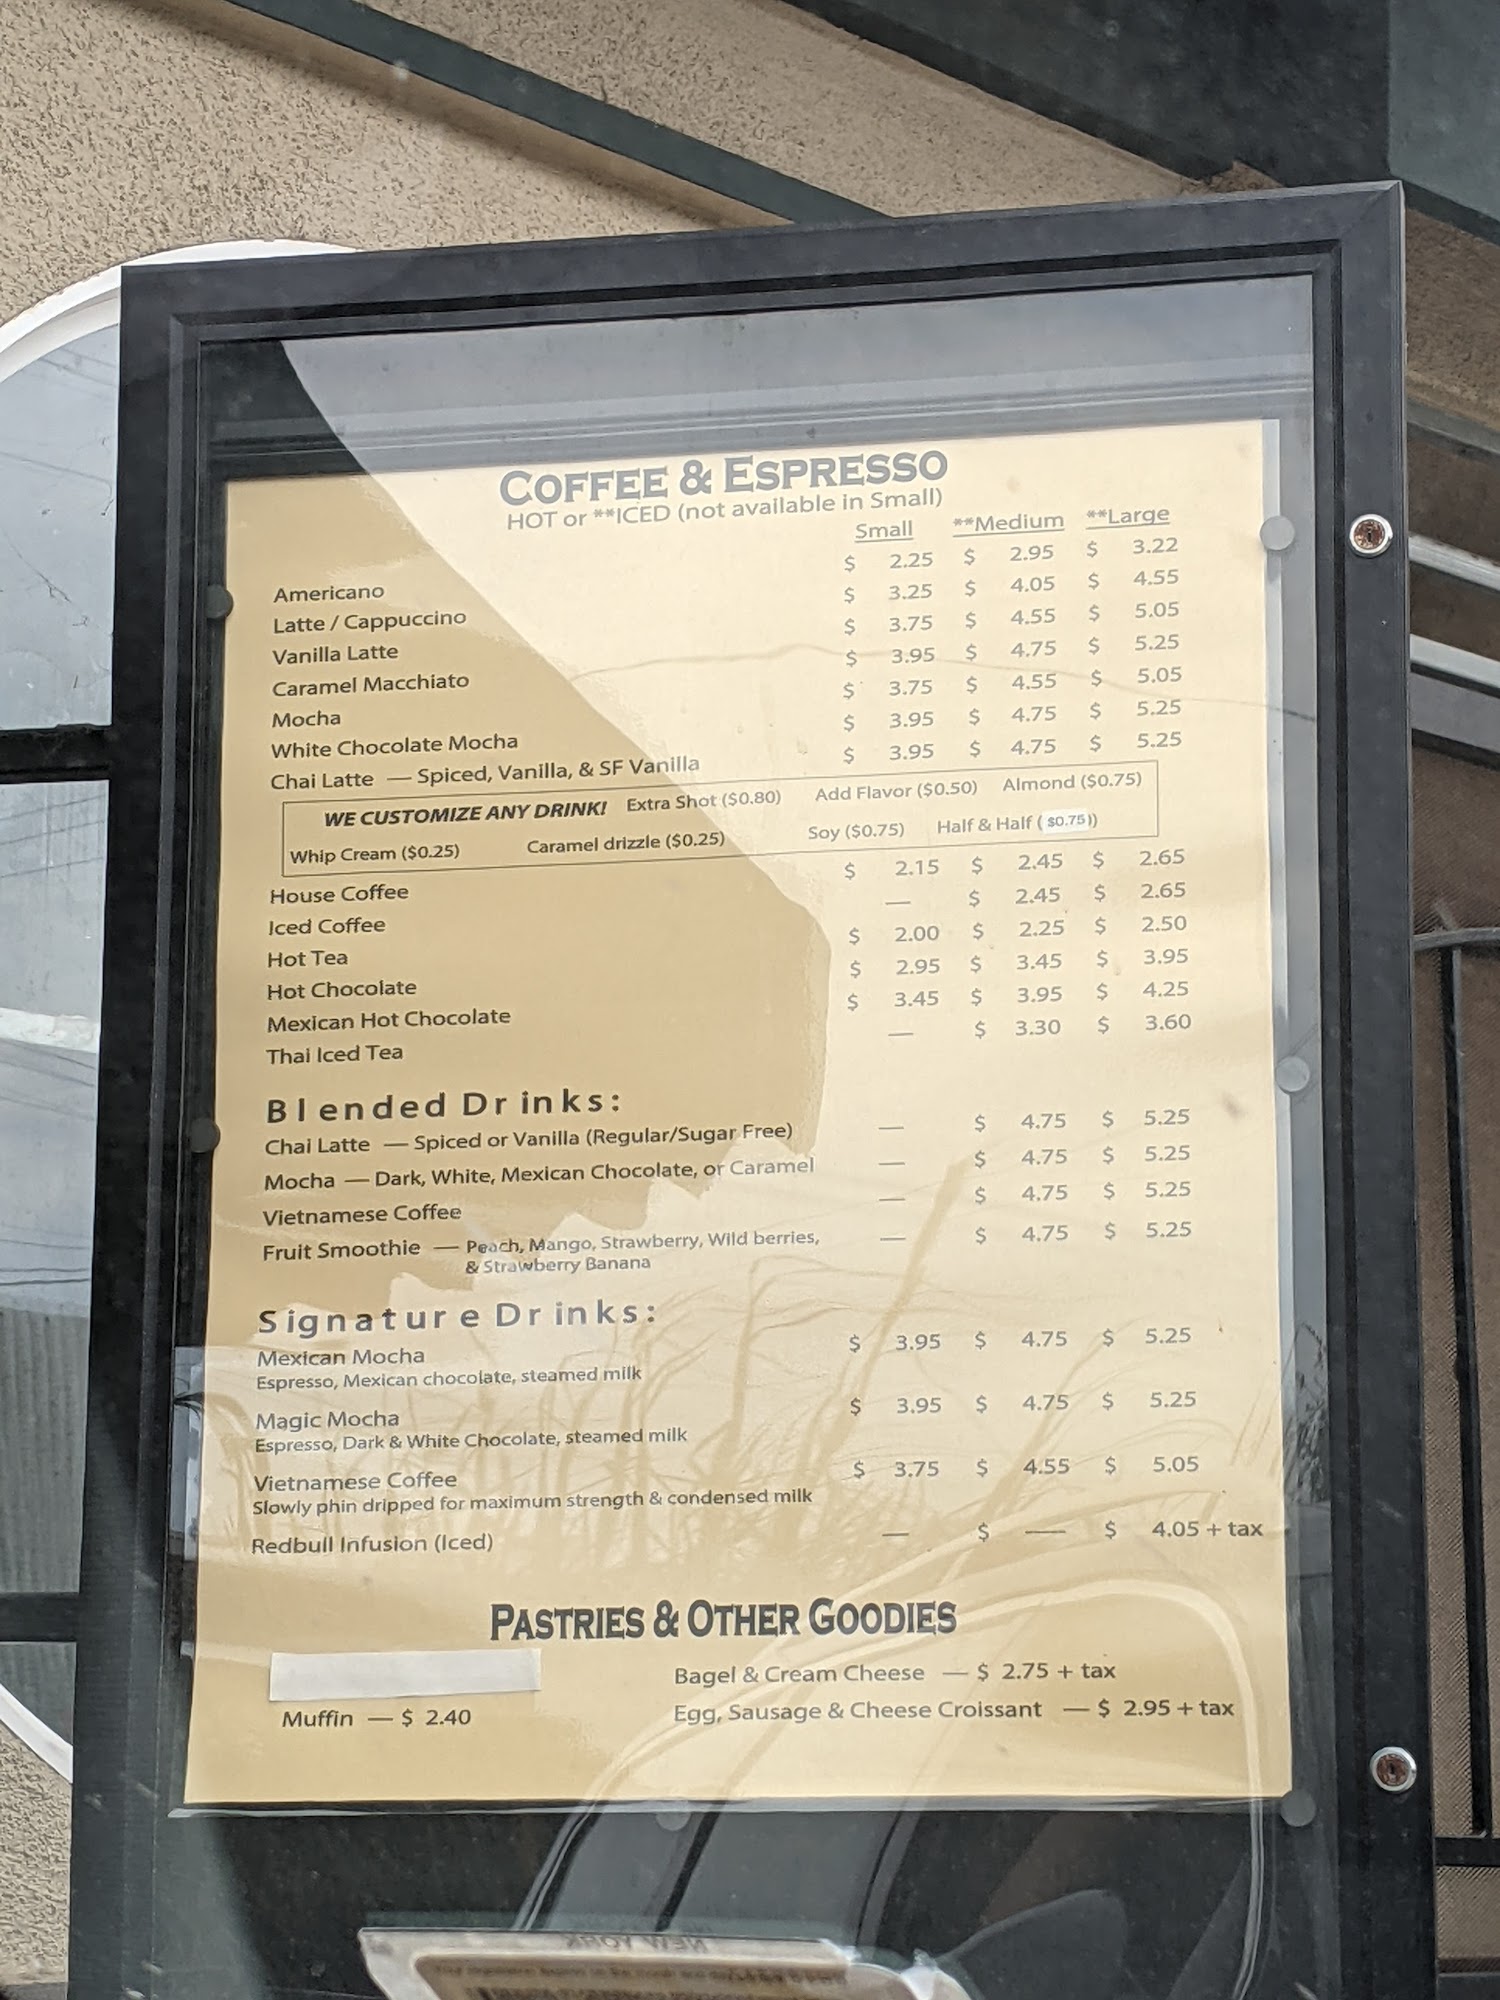 COFFEE & ESPRESSO
HOT or **ICED (not available in Small)
Small **Medium **Large
Americano $ 2.25 $ 2.95 $ 3.22
Latte / Cappuccino $ 3.25 $ 4.05 $ 4.55
Vanilla Latte $ 3.75 $ 4.55 $ 5.05
Caramel Macchiato $ 3.95 $ 4.75 $ 5.25
Mocha $ 3.75 $ 4.55 $ 5.05
White Chocolate Mocha $ 3.95 $ 4.75 $ 5.25
Chai Latte — Spiced, Vanilla, & SF Vanilla $ 3.95 $ 4.75 $ 5.25
WE CUSTOMIZE ANY DRINK! Extra Shot ($0.80) Add Flavor ($0.50) Almond ($0.75)
Whip Cream ($0.25) Caramel drizzle ($0.25) Soy ($0.75) Half & Half ( $0.75))
House Coffee $ 2.15 $ 2.45 $ 2.65
Iced Coffee — $ 2.45 $ 2.65
Hot Tea $ 2.00 $ 2.25 $ 2.50
Hot Chocolate $ 2.95 $ 3.45 $ 3.95
Mexican Hot Chocolate $ 3.45 $ 3.95 $ 4.25
Thai Iced Tea — $ 3.30 $ 3.60
Blended Drinks:
Chai Latte — Spiced or Vanilla (Regular/Sugar Free) — $ 4.75 $ 5.25
Mocha — Dark, White, Mexican Chocolate, or Caramel — $ 4.75 $ 5.25
Vietnamese Coffee — $ 4.75 $ 5.25
Fruit Smoothie — Peach, Mango, Strawberry, Wild berries, — $ 4.75 $ 5.25
& Strawberry Banana
Signature Drinks:
Mexican Mocha $ 3.95 $ 4.75 $ 5.25
Espresso, Mexican chocolate, steamed milk
Magic Mocha $ 3.95 $ 4.75 $ 5.25
Espresso, Dark & White Chocolate, steamed milk
Vietnamese Coffee $ 3.75 $ 4.55 $ 5.05
Slowly phin dripped for maximum strength & condensed milk
Redbull Infusion (Iced) — $ — $ 4.05 + tax
PASTRIES & OTHER GOODIES
Bagel & Cream Cheese — $ 2.75 + tax
Muffin — $ 2.40 Egg, Sausage & Cheese Croissant — $ 2.95 + tax
NEW YORK